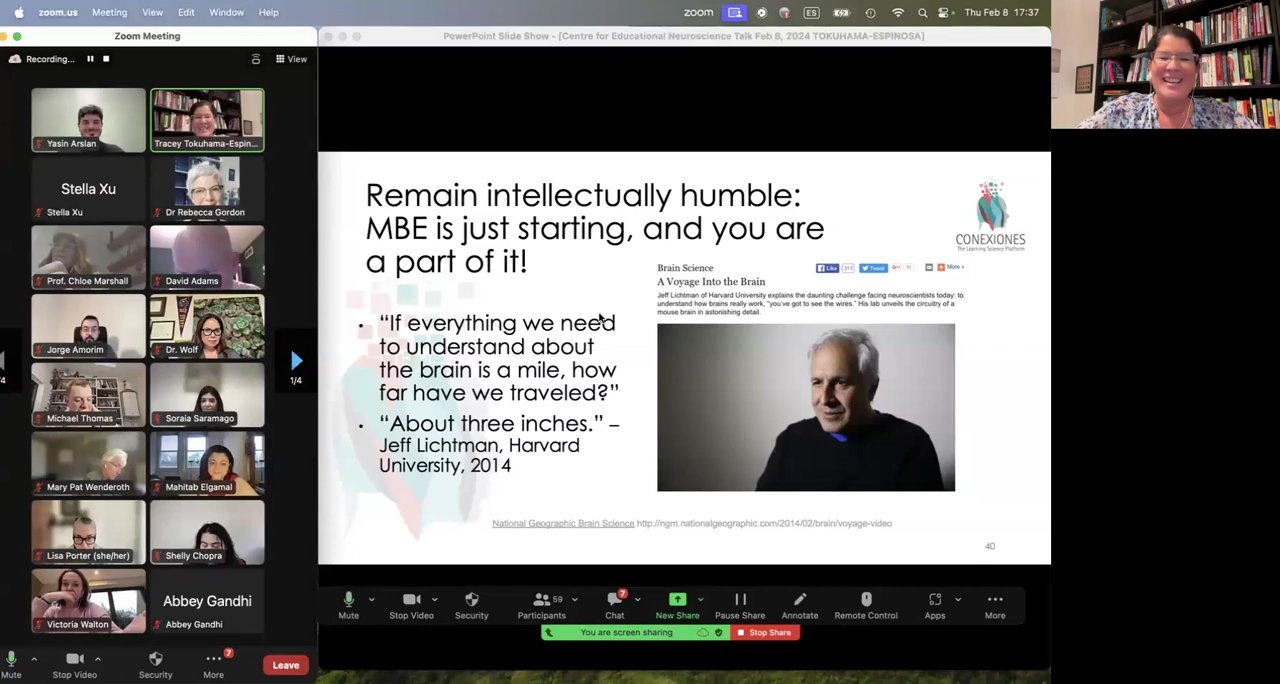 zoom.us Meeting View Edit Window Help
zoom
ES
Thu Feb 8 17:37
Zoom Meeting
PowerPoint Slide Show - [Centre for Educational Neuroscience Talk Feb 8, 2024 TOKUHAMA-ESPINOSA]
Recording...
View
Yasin Arslan
Tracey Tokuhama-Espin...
Stella Xu
Stella Xu
Dr Rebecca Gordon
Prof. Chloe Marshall
David Adams
Jorge Amorim
Dr. Wolf
/4
1/4
Michael Thomas
Soraia Saramago
Mary Pat Wenderoth
Mahitab Elgamal
Lisa Porter (she/her)
Shelly Chopra
Victoria Walton
Abbey Gandhi
Abbey Gandhi
Mute
Stop Video
Security
More
7
Leave
Remain intellectually humble:
MBE is just starting, and you are
a part of it!
CONEXIONES
The Learning Science Platform
• “If everything we need
to understand about
the brain is a mile, how
far have we traveled?”
• “About three inches.” –
Jeff Lichtman, Harvard
University, 2014
Brain Science
Like
Tweet
More »
A Voyage Into the Brain
Jeff Lichtman of Harvard University explains the daunting challenge facing neuroscientists today: to
understand how brains really work, “you've got to see the wires.” His lab unveils the circuitry of a
mouse brain in astonishing detail.
National Geographic Brain Science http://ngm.nationalgeographic.com/2014/02/brain/voyage-video
40
Mute
Stop Video
Security
59
Participants
7
Chat
New Share
Pause Share
Annotate
Remote Control
Apps
More
You are screen sharing
Stop Share